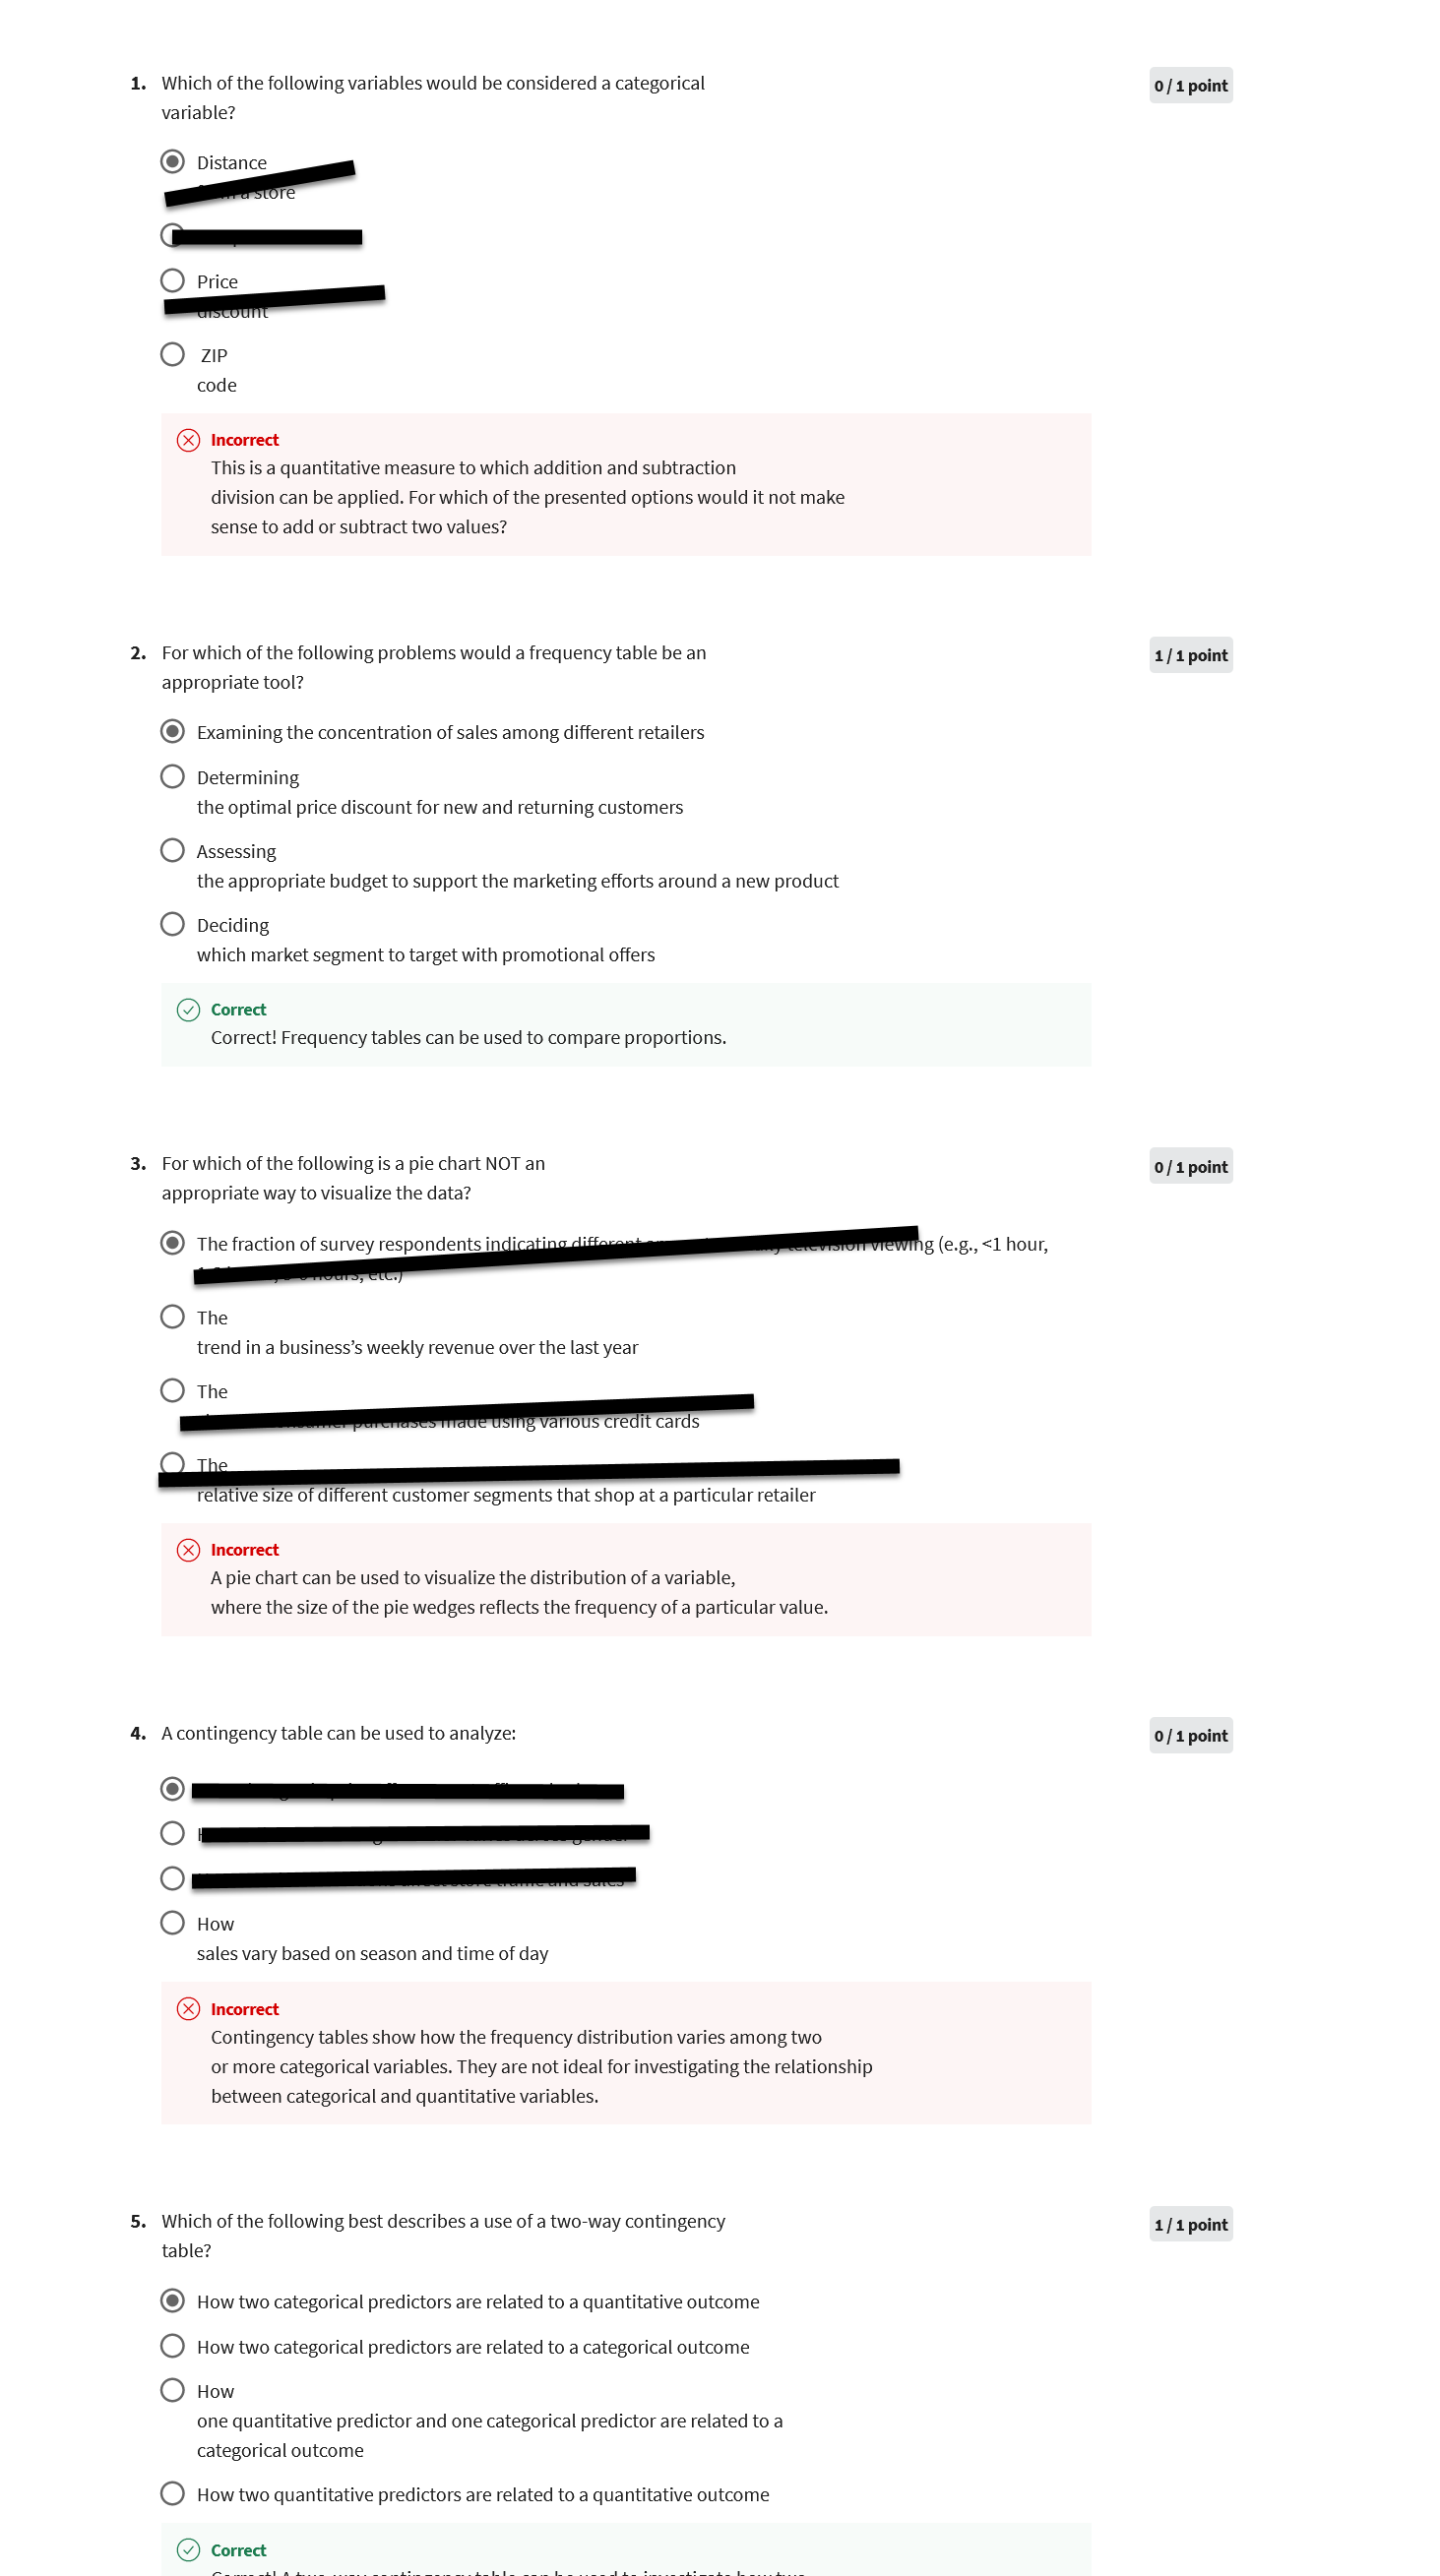 1. Which of the following variables would be considered a categorical
variable?
0 / 1 point
Distance
a store
Price
discount
ZIP
code
Incorrect
This is a quantitative measure to which addition and subtraction
division can be applied. For which of the presented options would it not make
sense to add or subtract two values?
2. For which of the following problems would a frequency table be an
appropriate tool?
1 / 1 point
Examining the concentration of sales among different retailers
Determining
the optimal price discount for new and returning customers
Assessing
the appropriate budget to support the marketing efforts around a new product
Deciding
which market segment to target with promotional offers
Correct
Correct! Frequency tables can be used to compare proportions.
3. For which of the following is a pie chart NOT an
appropriate way to visualize the data?
0 / 1 point
The fraction of survey respondents indicating different television viewing (e.g., <1 hour,
hours, etc.)
The
trend in a business’s weekly revenue over the last year
The
purchases made using various credit cards
The
relative size of different customer segments that shop at a particular retailer
Incorrect
A pie chart can be used to visualize the distribution of a variable,
where the size of the pie wedges reflects the frequency of a particular value.
4. A contingency table can be used to analyze:
0 / 1 point
How
sales vary based on season and time of day
Incorrect
Contingency tables show how the frequency distribution varies among two
or more categorical variables. They are not ideal for investigating the relationship
between categorical and quantitative variables.
5. Which of the following best describes a use of a two-way contingency
table?
1 / 1 point
How two categorical predictors are related to a quantitative outcome
How two categorical predictors are related to a categorical outcome
How
one quantitative predictor and one categorical predictor are related to a
categorical outcome
How two quantitative predictors are related to a quantitative outcome
Correct